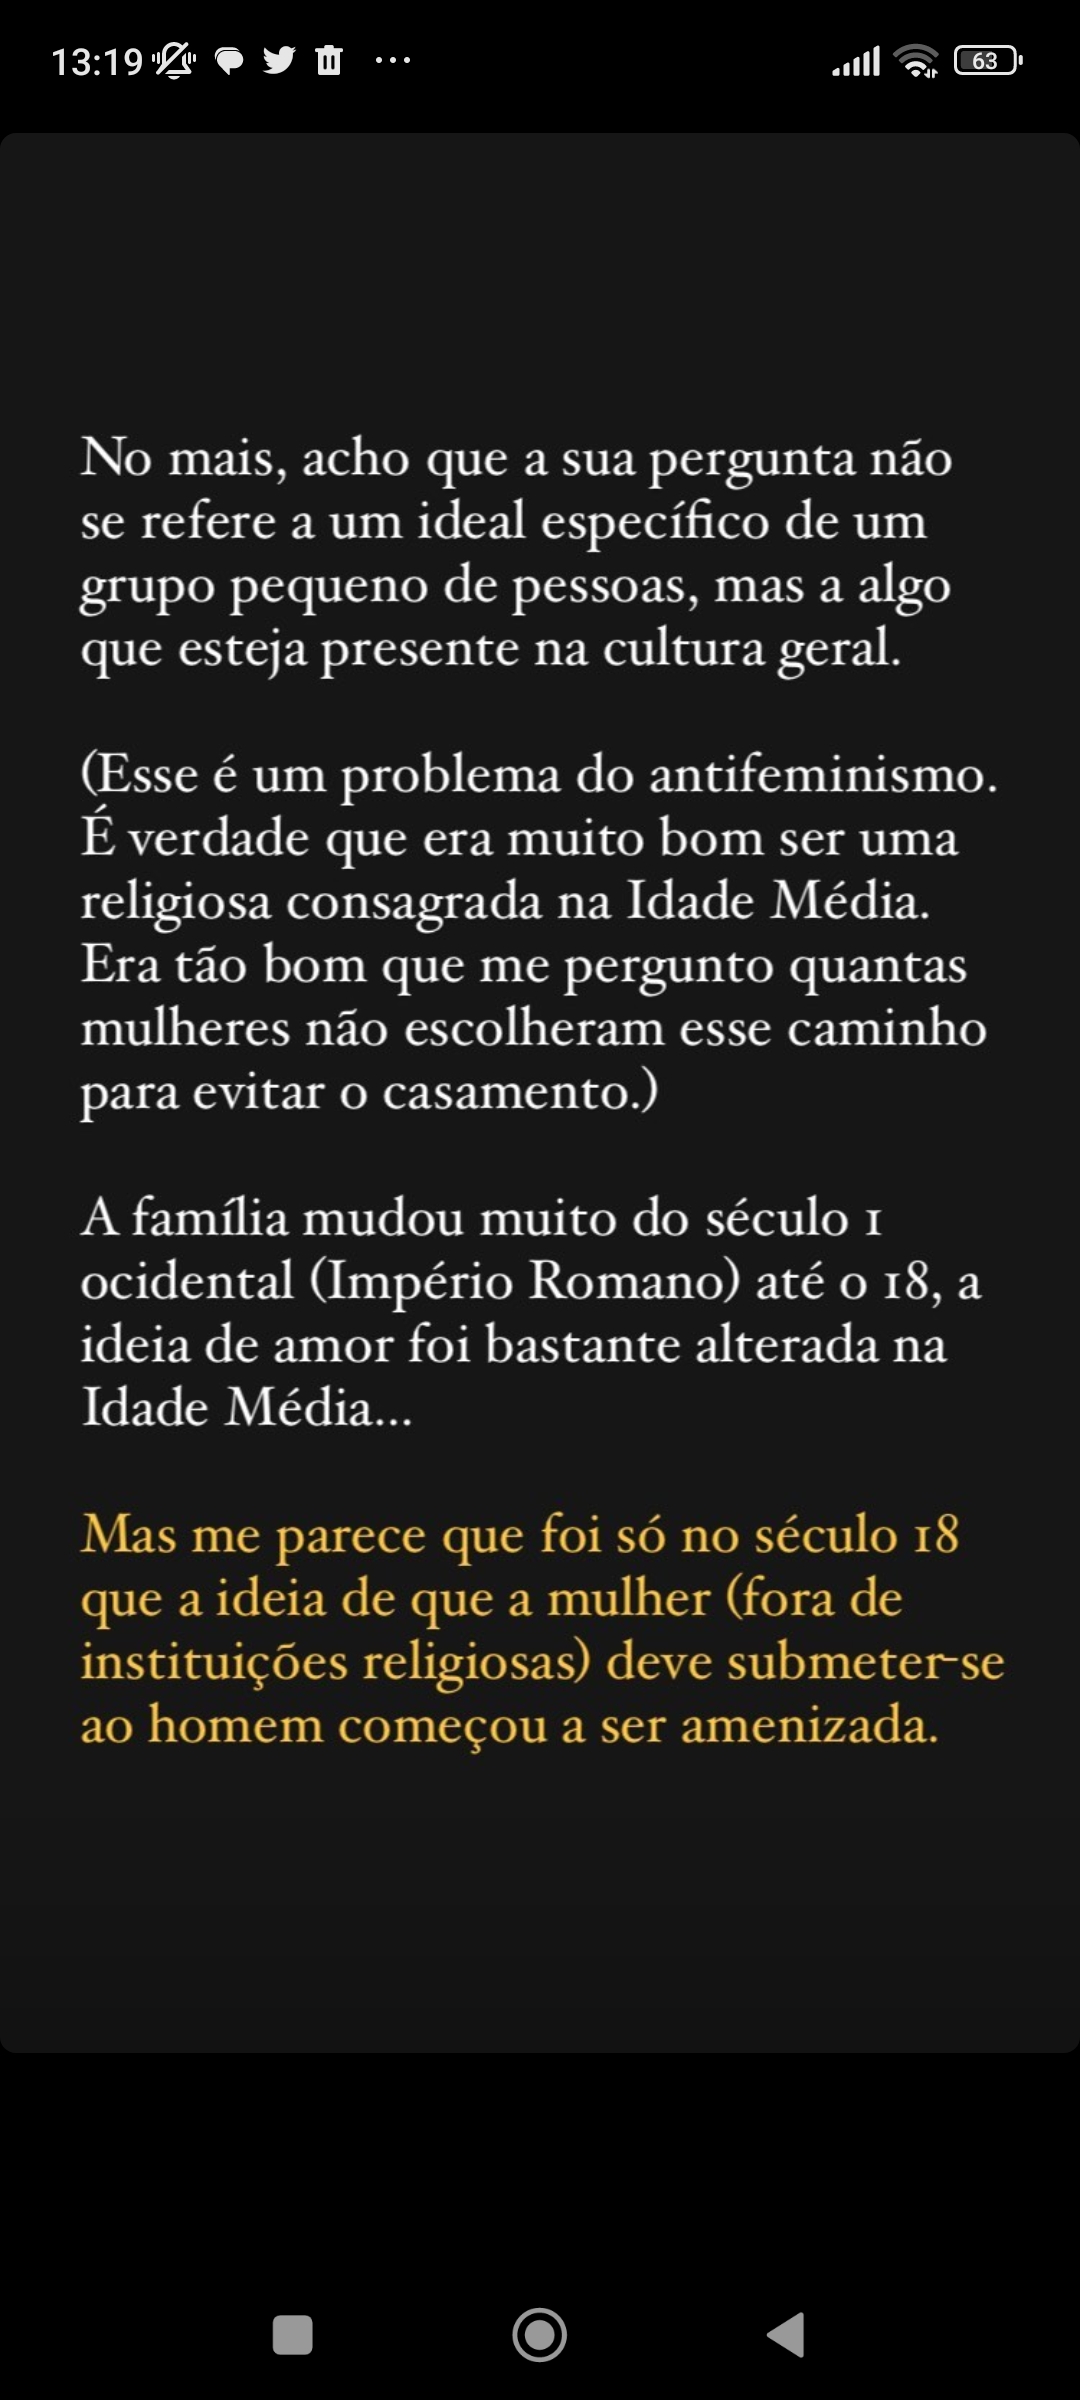 13:19
63
No mais, acho que a sua pergunta não
se refere a um ideal específico de um
grupo pequeno de pessoas, mas a algo
que esteja presente na cultura geral.
(Esse é um problema do antifeminismo.
É verdade que era muito bom ser uma
religiosa consagrada na Idade Média.
Era tão bom que me pergunto quantas
mulheres não escolheram esse caminho
para evitar o casamento.)
A família mudou muito do século 1
ocidental (Império Romano) até o 18, a
ideia de amor foi bastante alterada na
Idade Média...
Mas me parece que foi só no século 18
que a ideia de que a mulher (fora de
instituições religiosas) deve submeter-se
ao homem começou a ser amenizada.